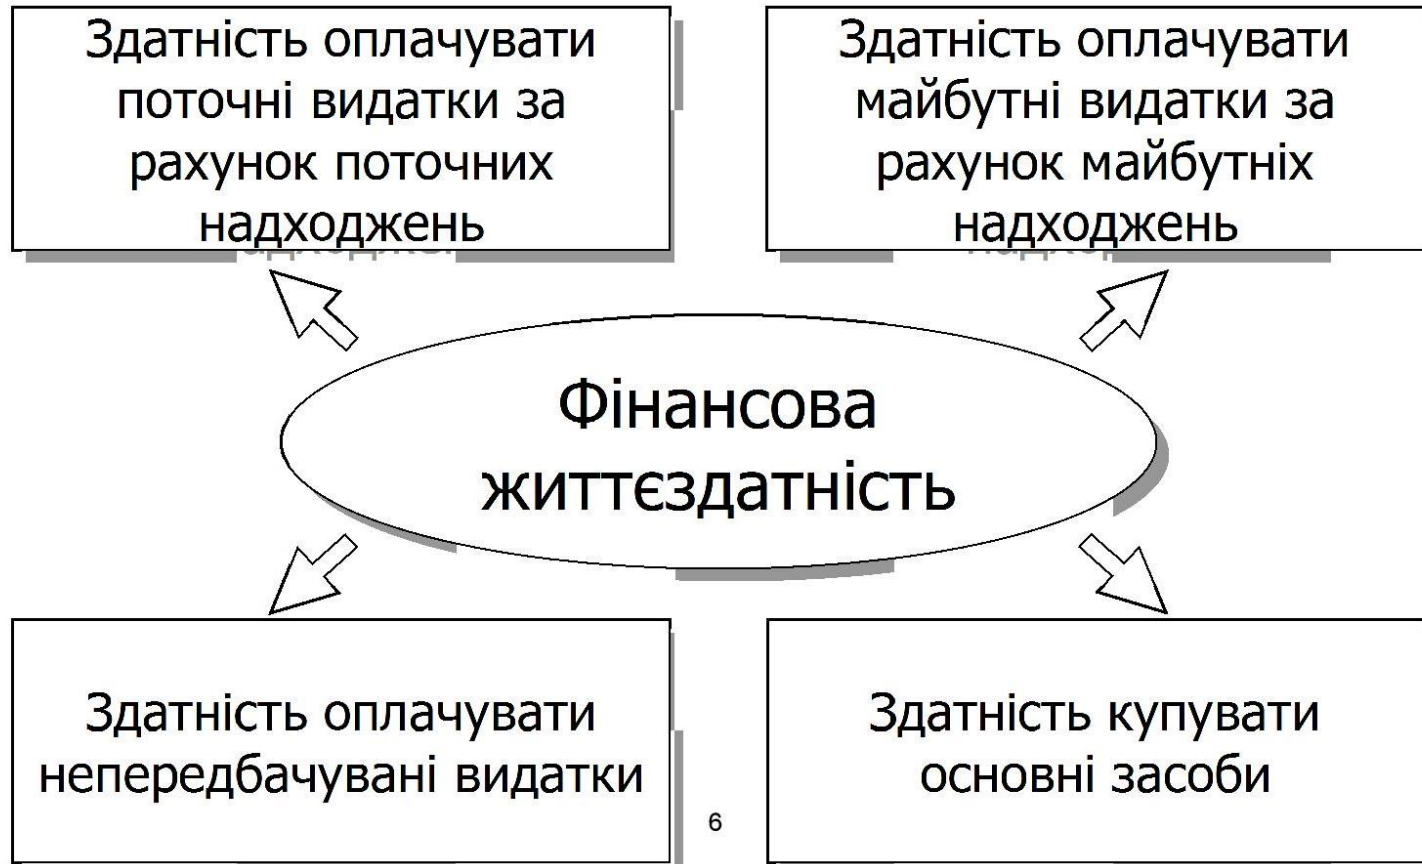 Здатність оплачувати
поточні видатки за
рахунок поточних
надходжень
Здатність оплачувати
майбутні видатки за
рахунок майбутніх
надходжень
Фінансова
життєздатність
Здатність оплачувати
непередбачувані видатки
Здатність купувати
основні засоби
6